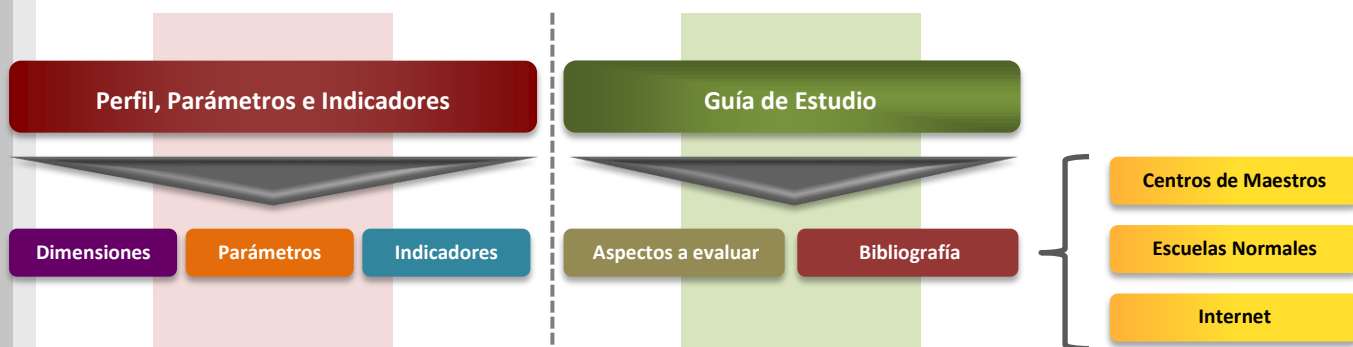 Perfil, Parámetros e Indicadores
Guía de Estudio
Dimensiones
Parámetros
Indicadores
Aspectos a evaluar
Bibliografía
Centros de Maestros
Escuelas Normales
Internet